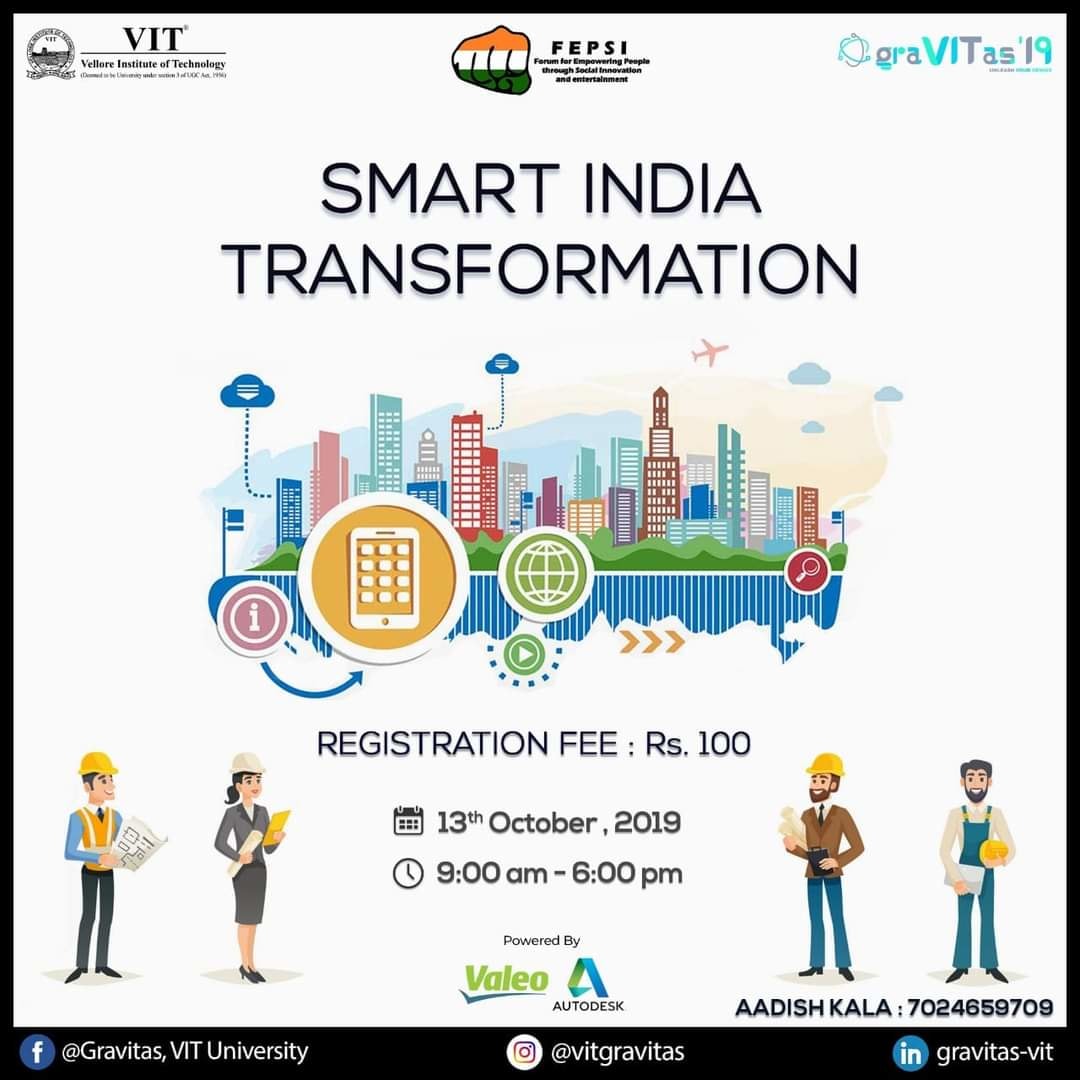 VIT®
Vellore Institute of Technology
(Deemed to be University under section 3 of UGC Act, 1956)
FEPSI
Forum for Empowering People
through Social Innovation
and entertainment
graVITas'19
SMART INDIA
TRANSFORMATION
i
REGISTRATION FEE : Rs. 100
13th October , 2019
9:00 am - 6:00 pm
Powered By
Valeo
AUTODESK
AADISH KALA : 7024659709
@Gravitas, VIT University
@vitgravitas
in gravitas-vit